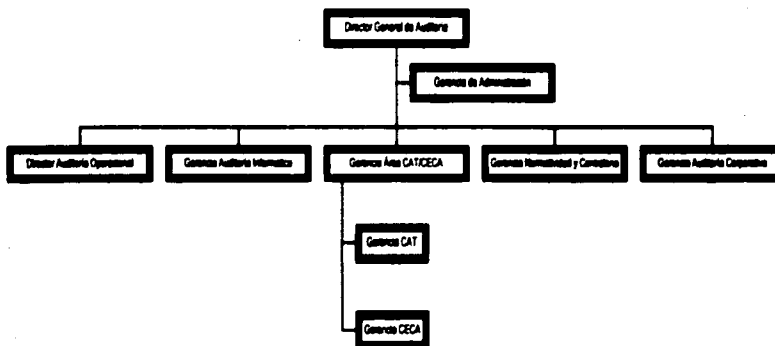 Director General de Auditoría
Gerencia de Administración
Director Auditoría Operacional
Gerencia Auditoría Informática
Gerencia Área CAT/CECA
Gerencia Normatividad y Contraloría
Gerencia Auditoría Corporativa
Gerencia CAT
Gerencia CECA